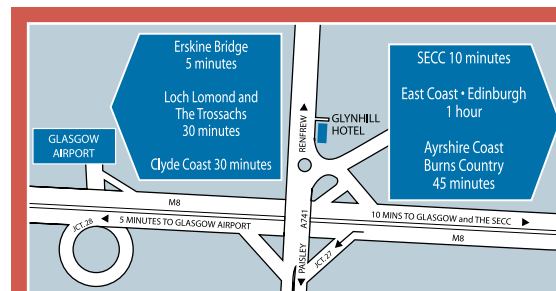 Erskine Bridge
5 minutes
Loch Lomond and
The Trossachs
30 minutes
Clyde Coast 30 minutes
SECC 10 minutes
East Coast • Edinburgh
1 hour
Ayrshire Coast
Burns Country
45 minutes
GLASGOW
AIRPORT
RENFREW
GLYNHILL
HOTEL
M8
JCT.28
5 MINUTES TO GLASGOW AIRPORT
A741
10 MINS TO GLASGOW and THE SECC
M8
PAISLEY
JCT.27